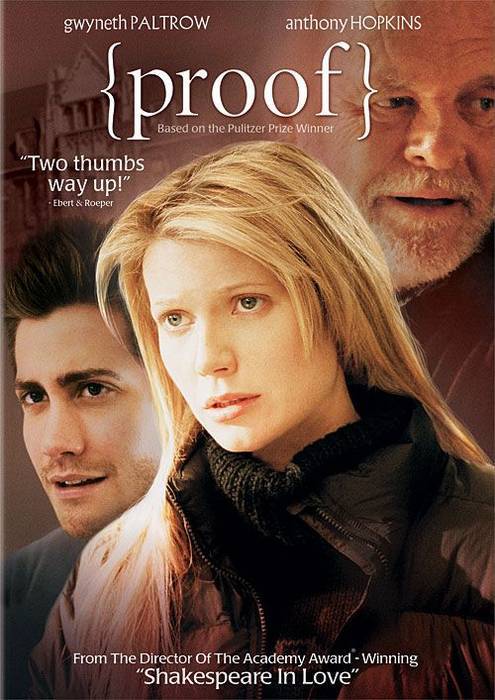 gwyneth PALTROW anthony HOPKINS
{proof}
Based on the Pulitzer Prize Winner
“Two thumbs
way up!”
- Ebert & Roeper
From The Director Of The Academy Award® - Winning
“Shakespeare In Love”